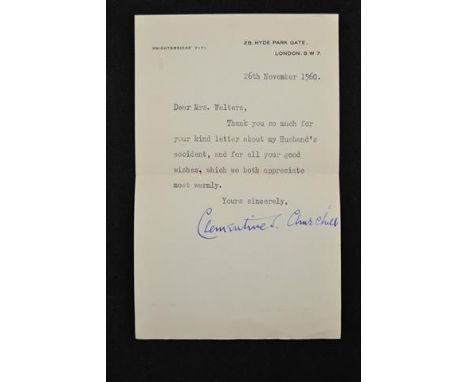 KNIGHTSBRIDGE 7171
28, HYDE PARK GATE,
LONDON. S.W.7.
26th November 1960.
Dear Mrs. Walters,
Thank you so much for
your kind letter about my Husband's
accident, and for all your good
wishes, which we both appreciate
most warmly.
Yours sincerely,
Clementine S. Churchill